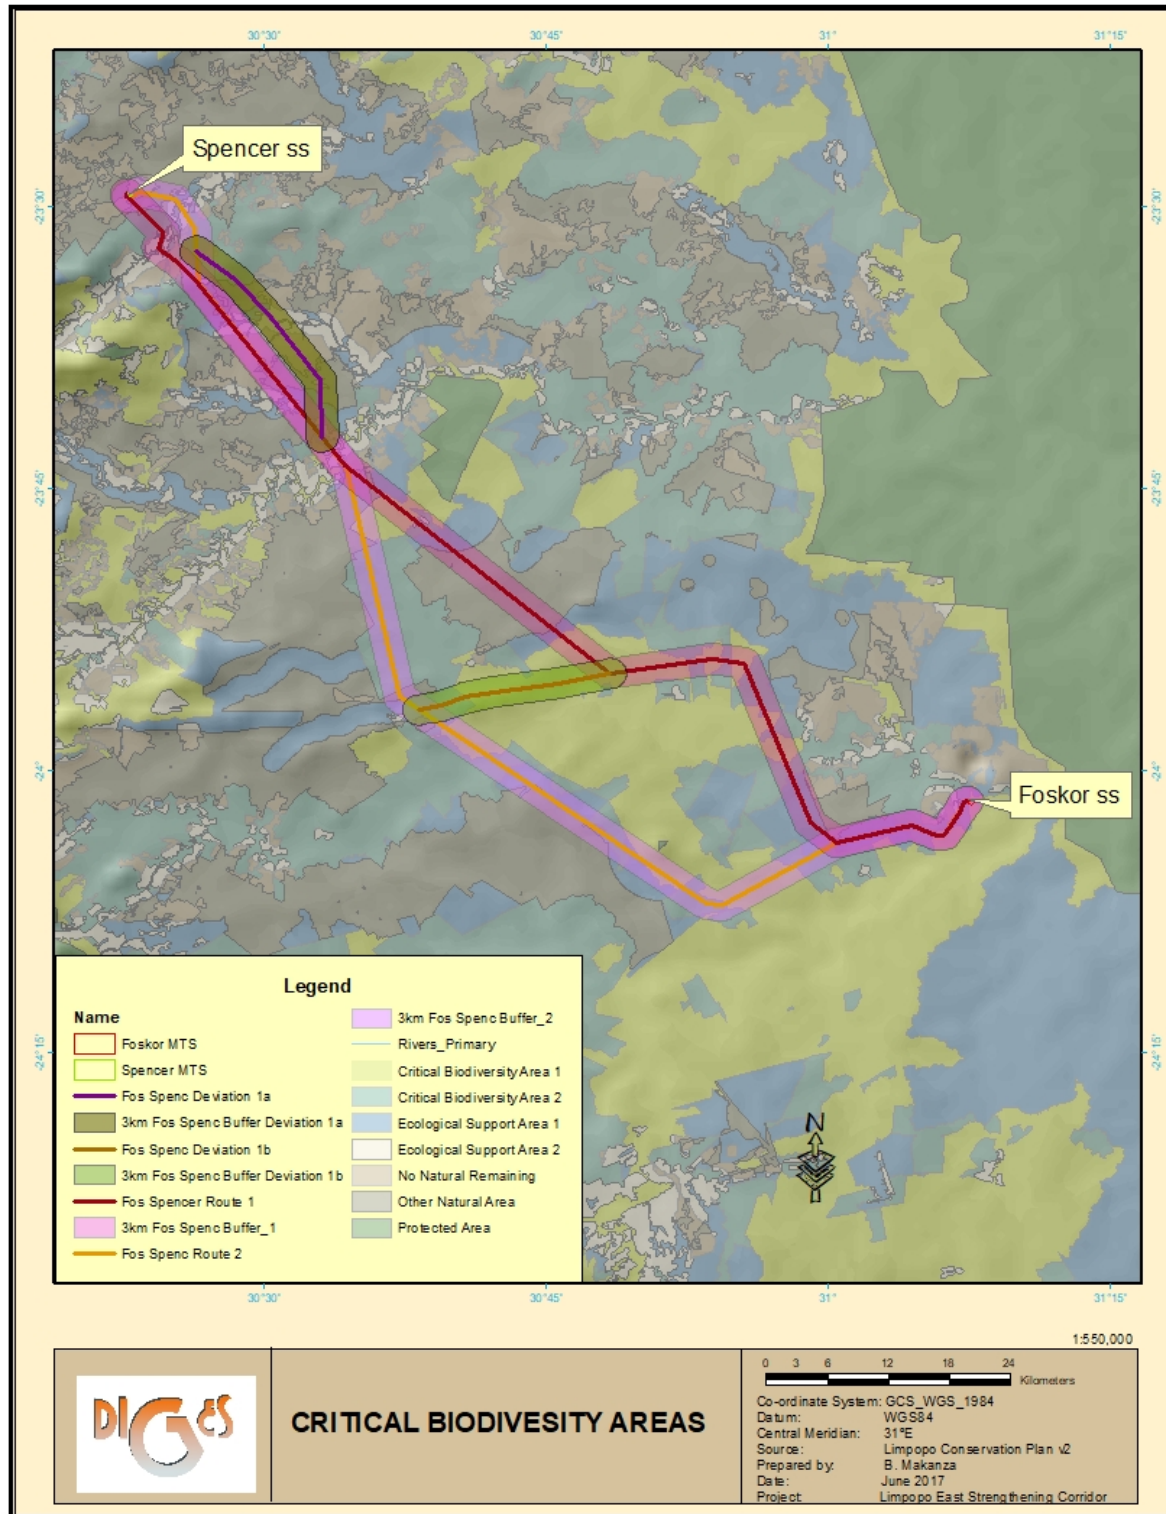 30°30' 30°45' 31° 31°15'
Spencer ss
-23°30' -23°30'
-23°45' -23°45'
-24° -24°
Foskor ss
-24°15' -24°15'
Legend
Name
Foskor MTS
Spencer MTS
Fos Spenc Deviation 1a
3km Fos Spenc Buffer Deviation 1a
Fos Spenc Deviation 1b
3km Fos Spenc Buffer Deviation 1b
Fos Spencer Route 1
3km Fos Spenc Buffer_1
Fos Spenc Route 2
3km Fos Spenc Buffer_2
Rivers_Primary
Critical Biodiversity Area 1
Critical Biodiversity Area 2
Ecological Support Area 1
Ecological Support Area 2
No Natural Remaining
Other Natural Area
Protected Area
N
30°30' 30°45' 31° 31°15'
1:550,000
DIGES
CRITICAL BIODIVESITY AREAS
0 3 6 12 18 24
Kilometers
Co-ordinate System: GCS_WGS_1984
Datum: WGS84
Central Meridian: 31°E
Source: Limpopo Conservation Plan v2
Prepared by: B. Makanza
Date: June 2017
Project: Limpopo East Strengthening Corridor